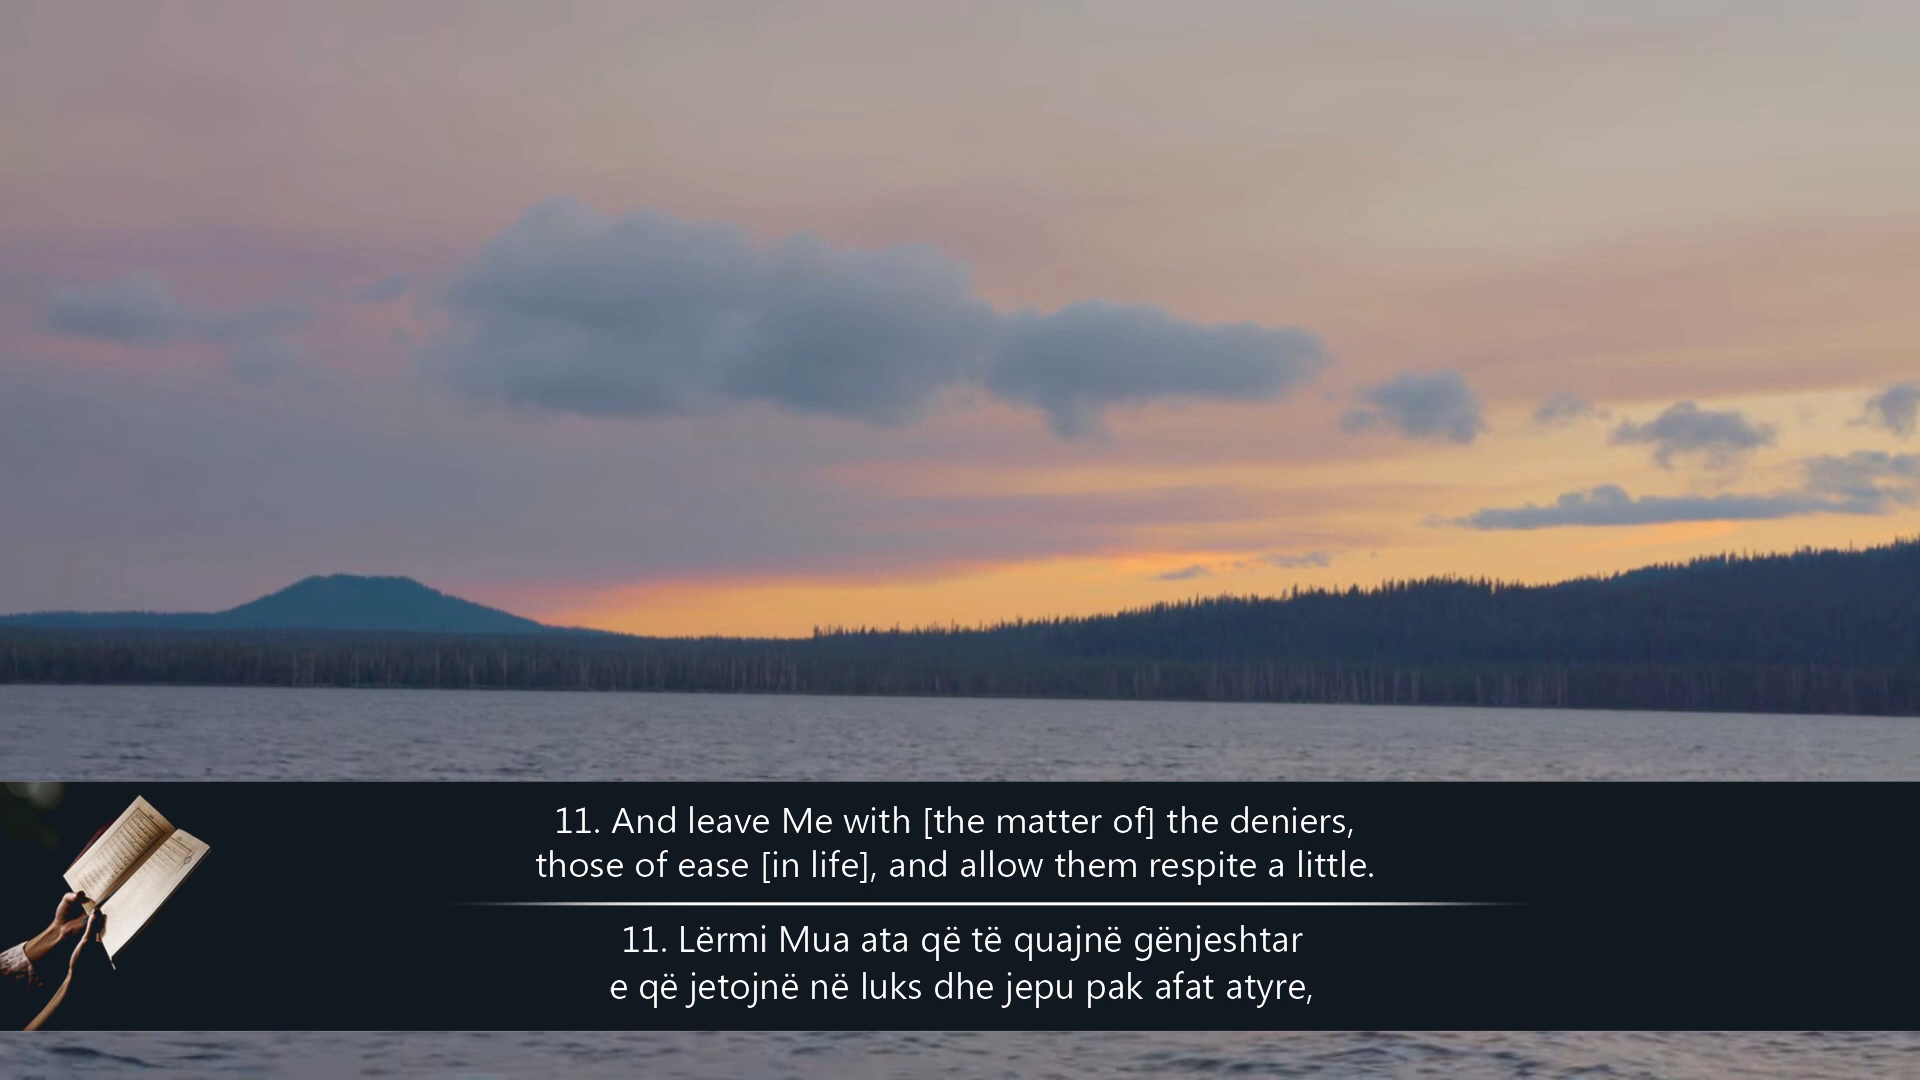 11. And leave Me with [the matter of] the deniers,
those of ease [in life], and allow them respite a little.
11. Lërmi Mua ata që të quajnë gënjeshtar
e që jetojnë në luks dhe jepu pak afat atyre,